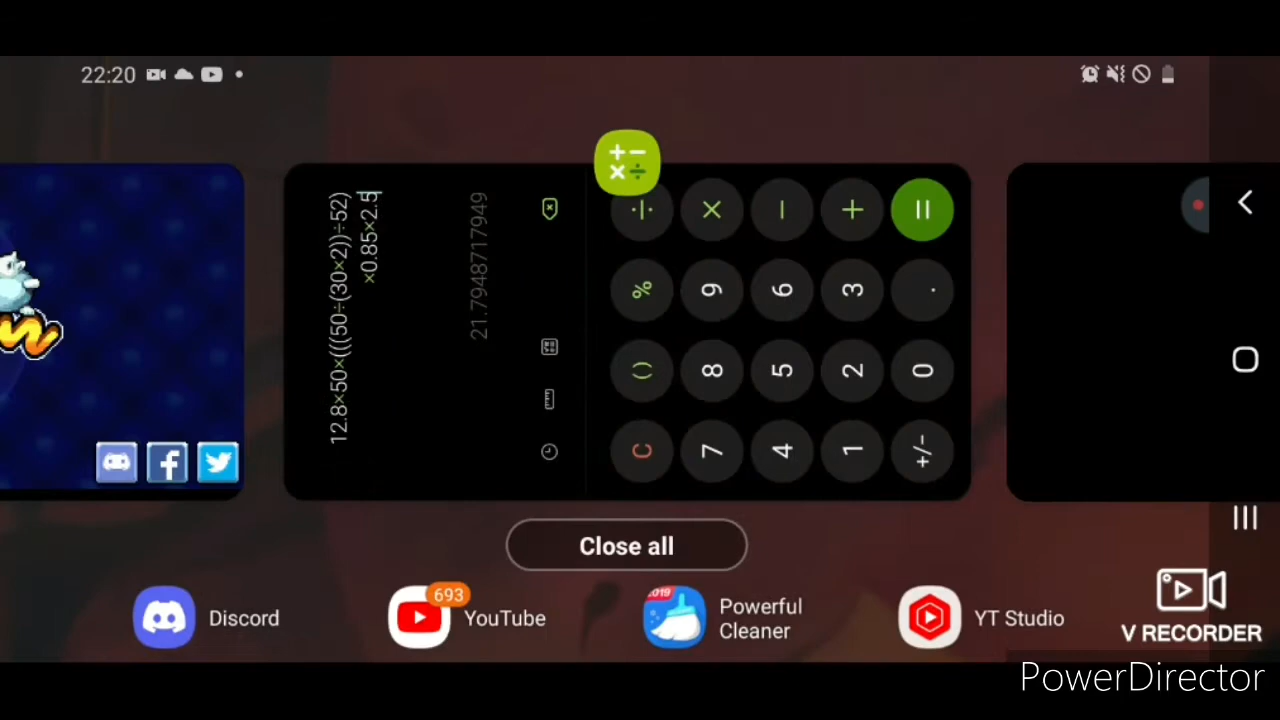 22:20
12.8×50×(((50÷(30×2))÷52)
×0.85×2.5
21.7948717949
÷ × − + =
% 9 6 3 .
() 8 5 2 0
C 7 4 1 +/−
Close all
Discord
693
YouTube
2019
Powerful
Cleaner
YT Studio
V RECORDER
PowerDirector